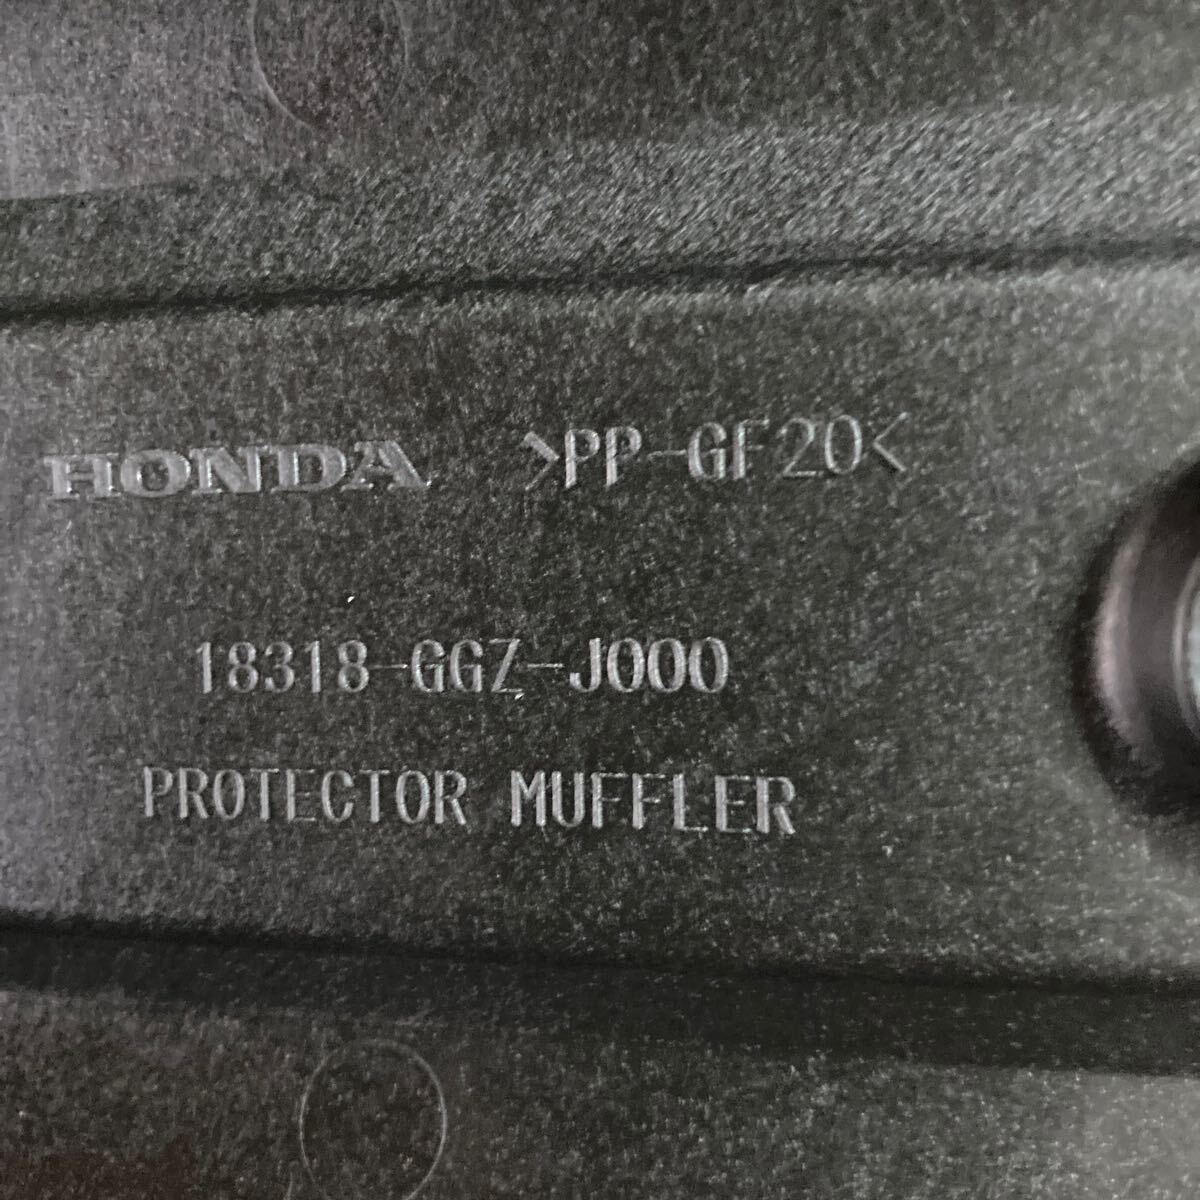 HONDA >PP-GF20<
18318-GGZ-J000
PROTECTOR MUFFLER